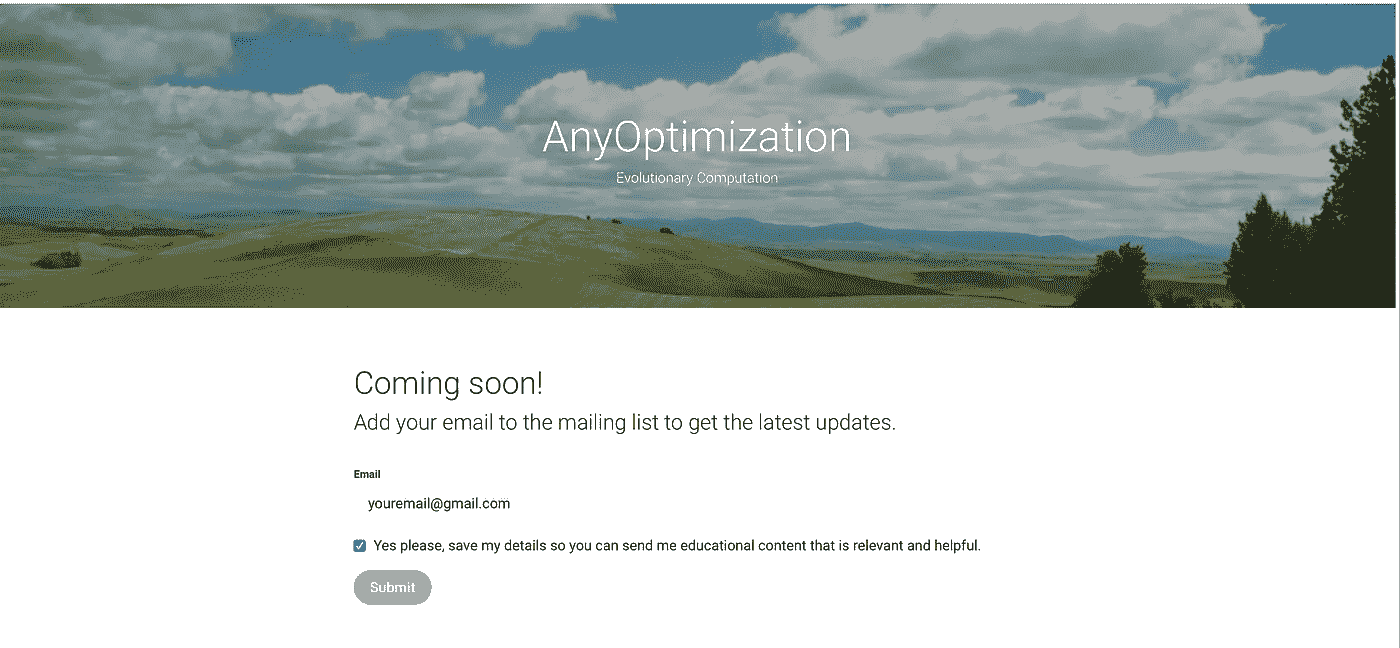 AnyOptimization
Evolutionary Computation
Coming soon!
Add your email to the mailing list to get the latest updates.
Email
youremail@gmail.com
Yes please, save my details so you can send me educational content that is relevant and helpful.
Submit